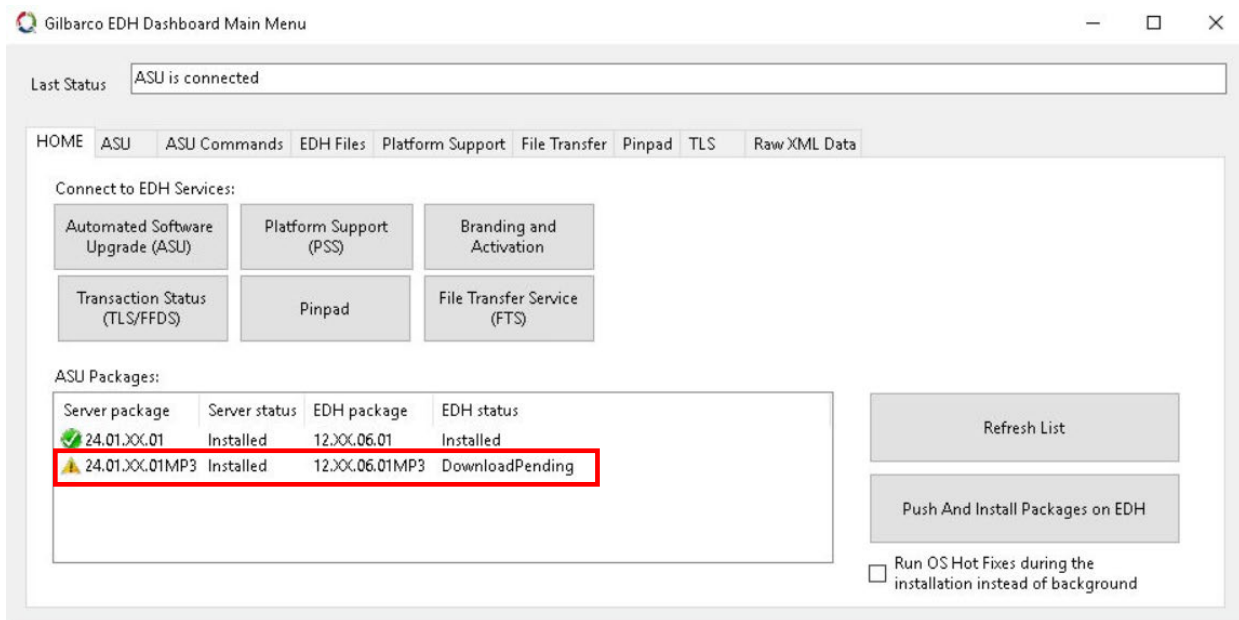 Gilbarco EDH Dashboard Main Menu
Last Status ASU is connected
HOME ASU ASU Commands EDH Files Platform Support File Transfer Pinpad TLS Raw XML Data
Connect to EDH Services:
Automated Software
Upgrade (ASU)
Platform Support
(PSS)
Branding and
Activation
Transaction Status
(TLS/FFDS)
Pinpad
File Transfer Service
(FTS)
ASU Packages:
Server package Server status EDH package EDH status
24.01.XX.01 Installed 12.XX.06.01 Installed
24.01.XX.01MP3 Installed 12.XX.06.01MP3 DownloadPending
Refresh List
Push And Install Packages on EDH
Run OS Hot Fixes during the
installation instead of background